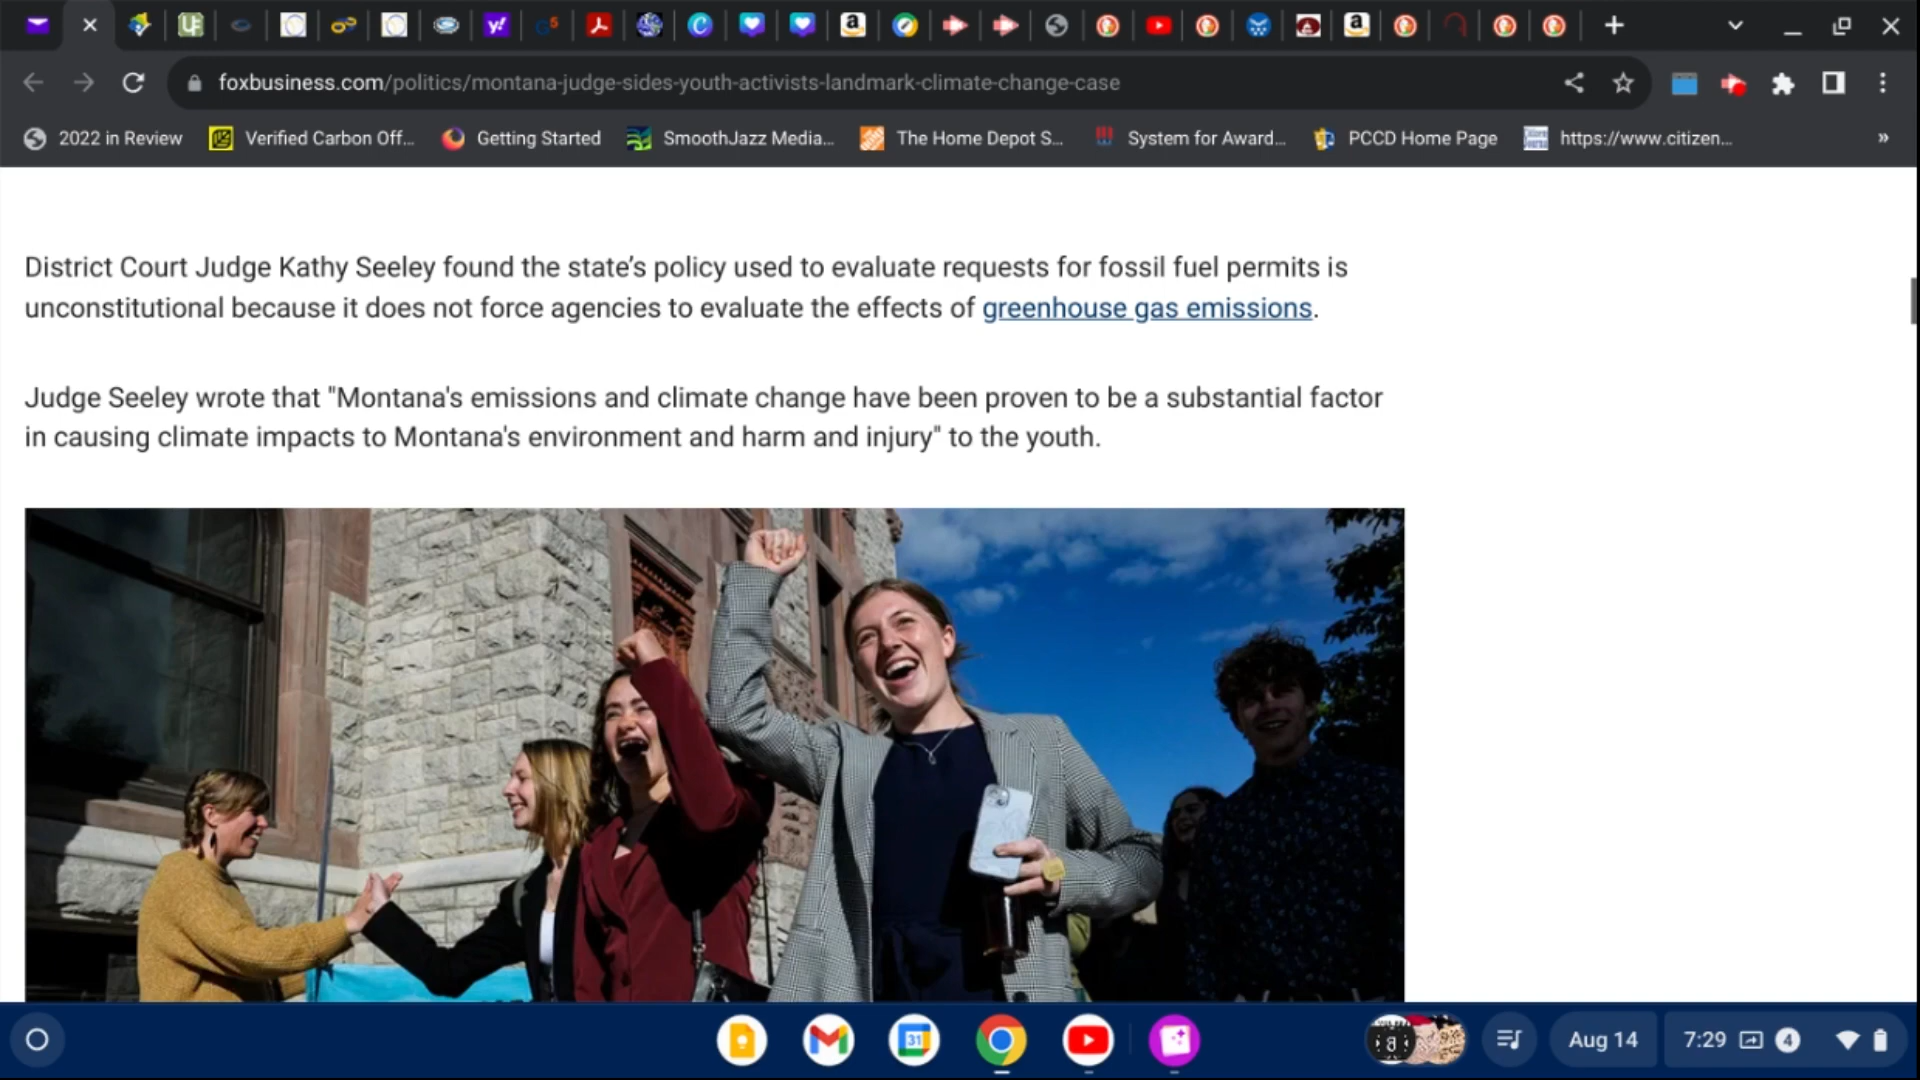 foxbusiness.com/politics/montana-judge-sides-youth-activists-landmark-climate-change-case
2022 in Review Verified Carbon Off... Getting Started SmoothJazz Media... The Home Depot S... System for Award... PCCD Home Page https://www.citizen... »
District Court Judge Kathy Seeley found the state’s policy used to evaluate requests for fossil fuel permits is
unconstitutional because it does not force agencies to evaluate the effects of greenhouse gas emissions.
Judge Seeley wrote that "Montana's emissions and climate change have been proven to be a substantial factor
in causing climate impacts to Montana's environment and harm and injury" to the youth.
31 Aug 14 7:29 4